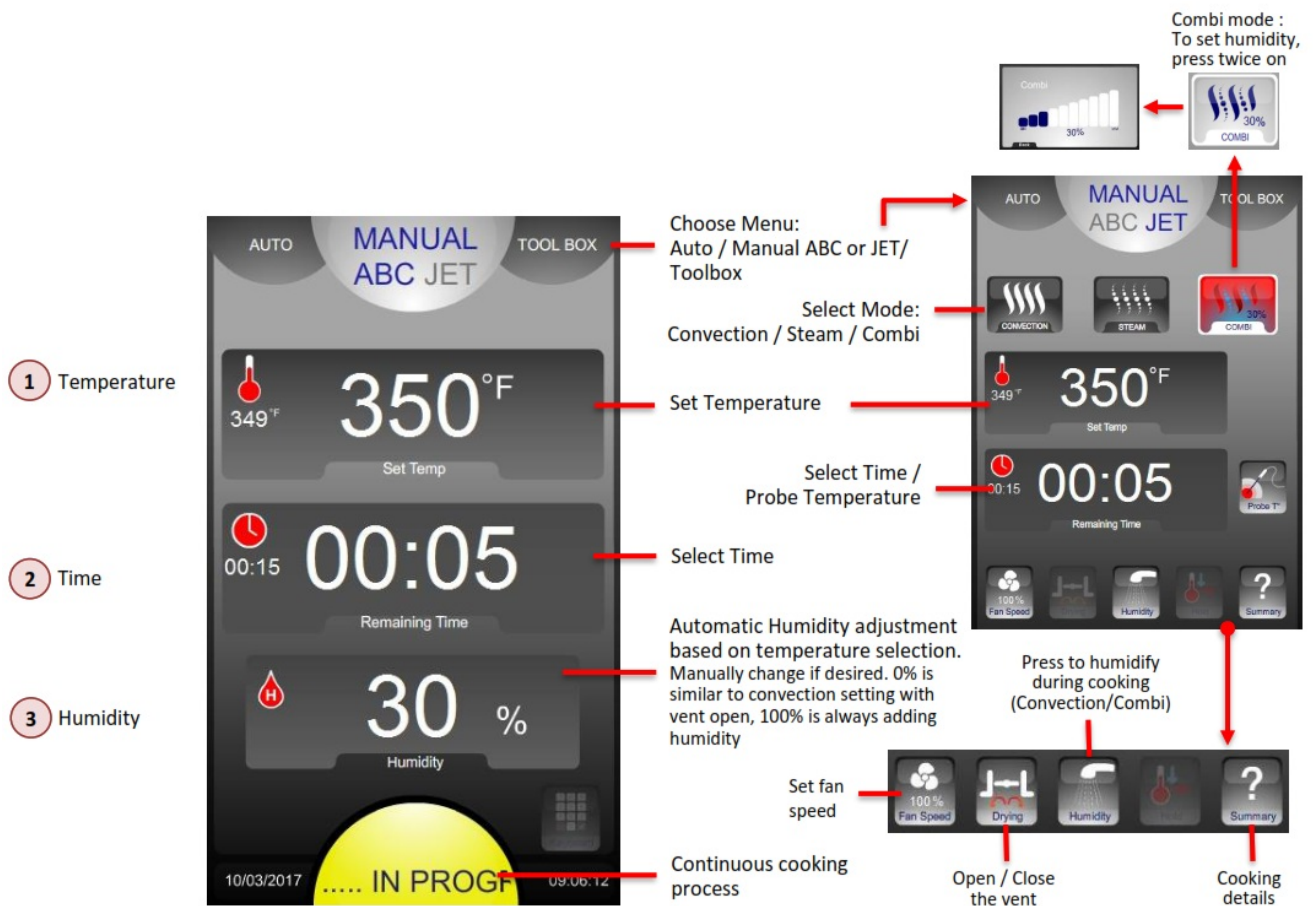 Combi mode :
To set humidity,
press twice on
Combi
30%
30%
COMBI
AUTO
MANUAL
ABC JET
TOOL BOX
Choose Menu:
Auto / Manual ABC or JET/
Toolbox
AUTO
MANUAL
ABC JET
TOOL BOX
Select Mode:
Convection / Steam / Combi
CONVECTION
STEAM
30%
COMBI
1 Temperature
349°F
350°F
Set Temp
Set Temperature
349°F
350°F
Set Temp
2 Time
00:15
00:05
Remaining Time
Select Time
Select Time /
Probe Temperature
00:15
00:05
Remaining Time
Probe T°
100%
Fan Speed
Drying
Humidity
?
Summary
3 Humidity
H
30 %
Humidity
Automatic Humidity adjustment
based on temperature selection.
Manually change if desired. 0% is
similar to convection setting with
vent open, 100% is always adding
humidity
Press to humidify
during cooking
(Convection/Combi)
Set fan
speed
100%
Fan Speed
Drying
Humidity
?
Summary
10/03/2017
..... IN PROGF
09:06:12
Continuous cooking
process
Open / Close
the vent
Cooking
details